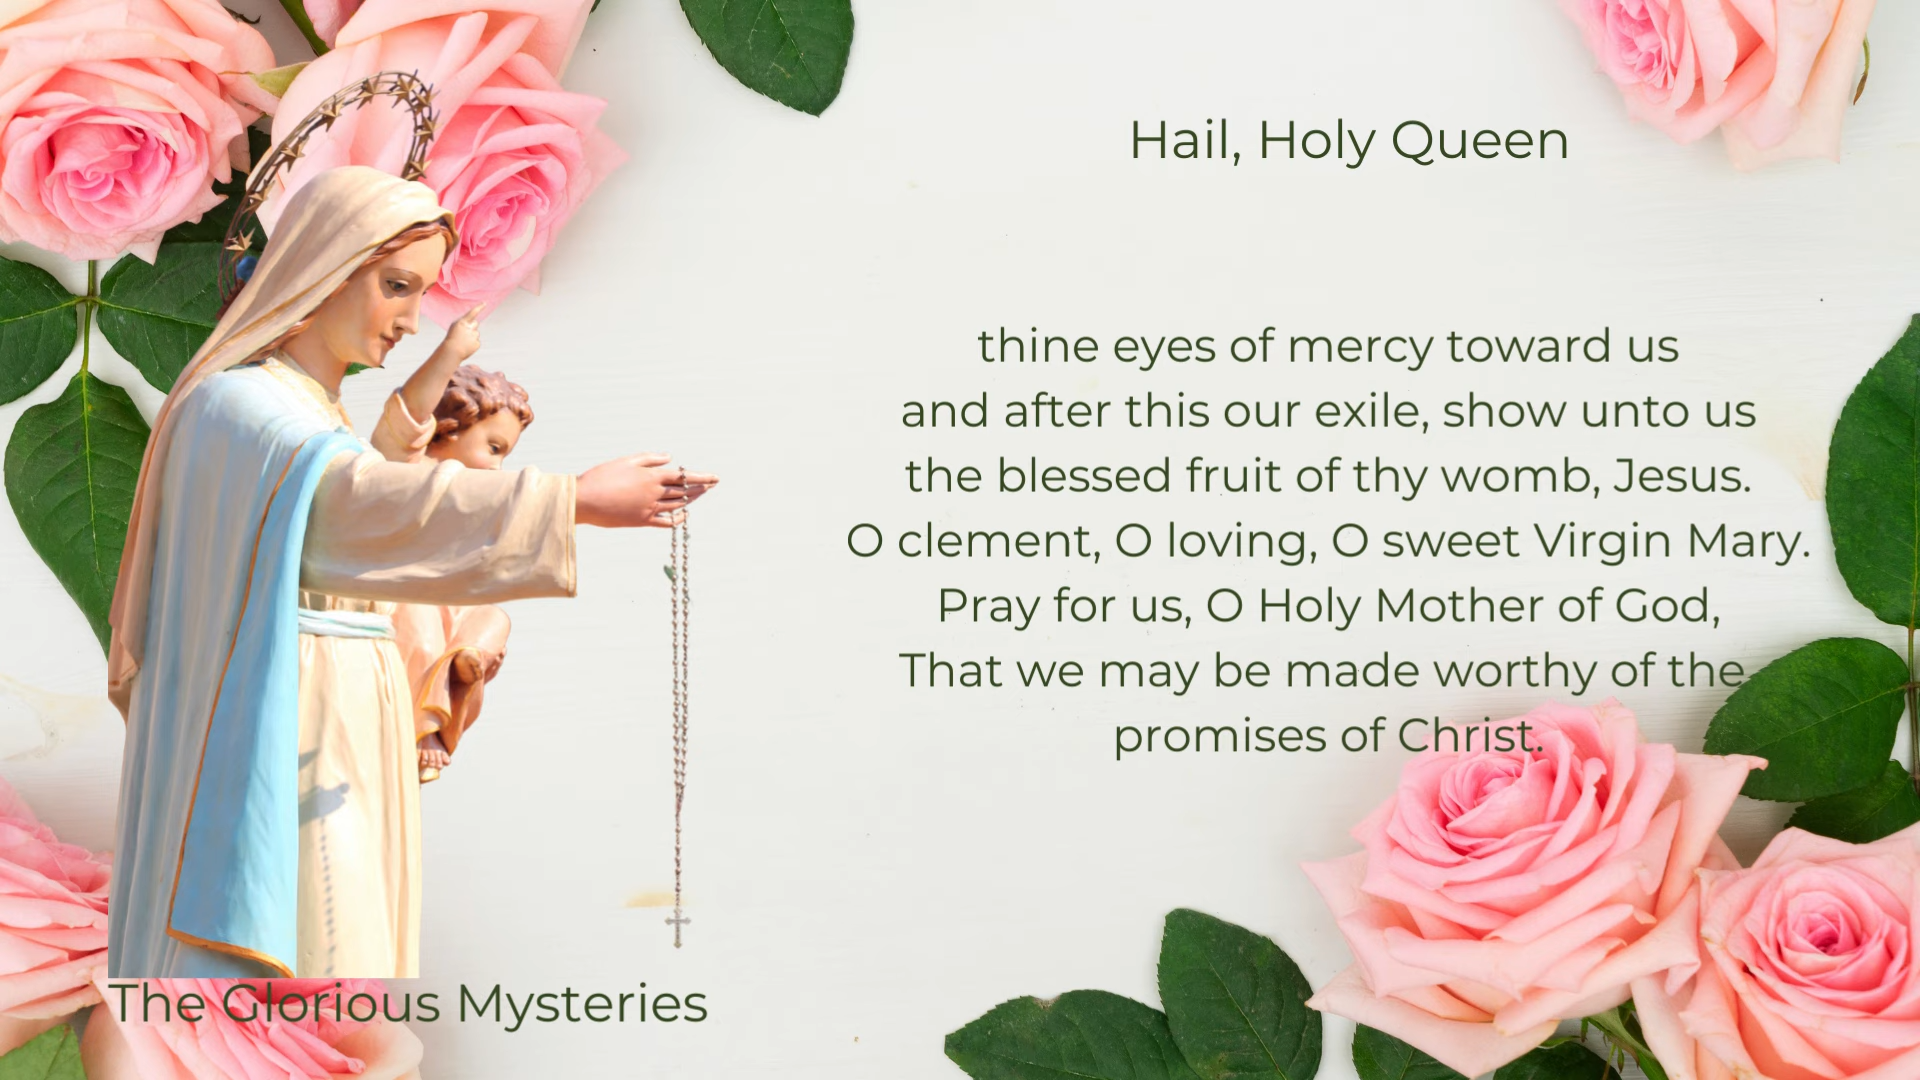 Hail, Holy Queen
thine eyes of mercy toward us
and after this our exile, show unto us
the blessed fruit of thy womb, Jesus.
O clement, O loving, O sweet Virgin Mary.
Pray for us, O Holy Mother of God,
That we may be made worthy of the
promises of Christ.
The Glorious Mysteries